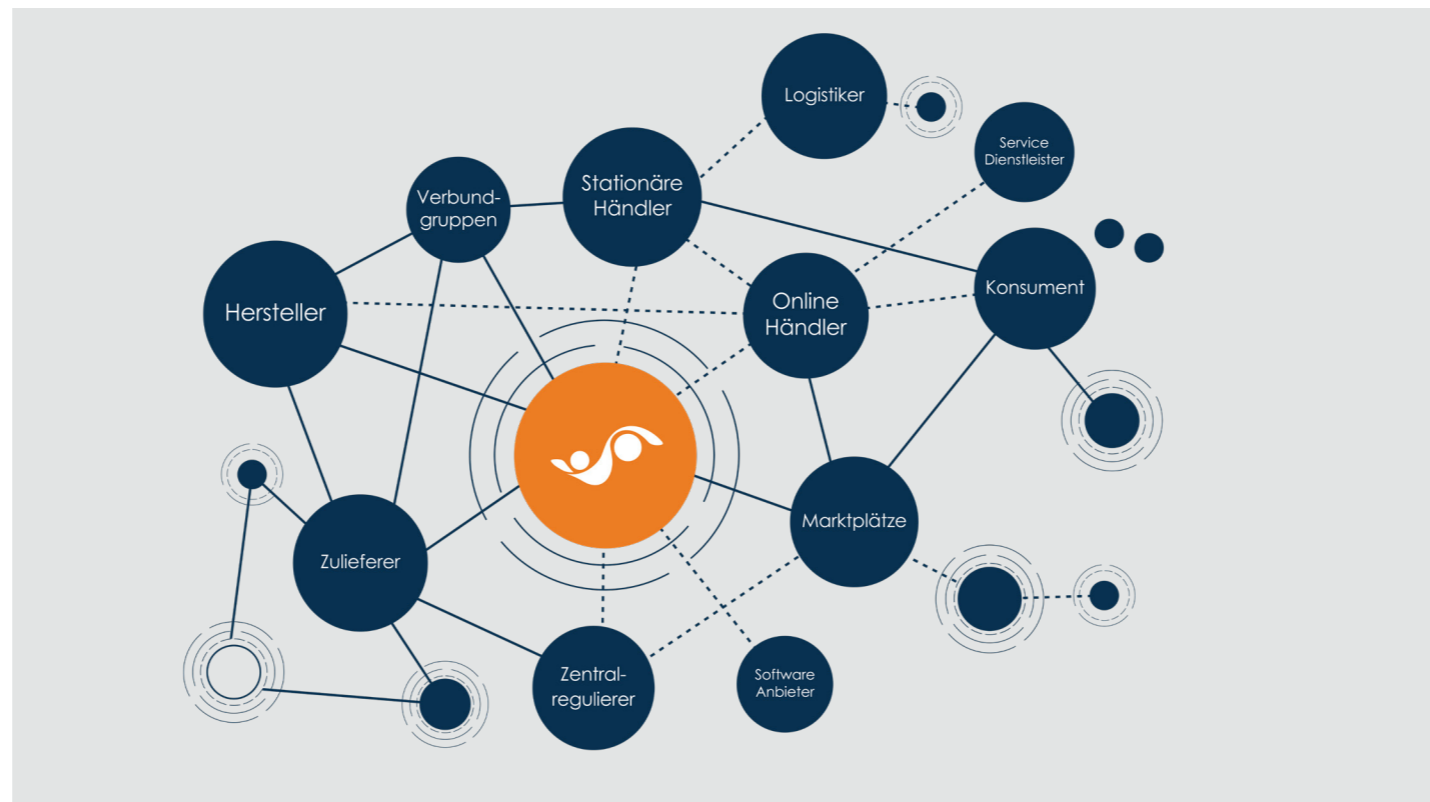 Logistiker
Service
Dienstleister
Stationäre
Händler
Verbund-
gruppen
Konsument
Hersteller
Online
Händler
Marktplätze
Zulieferer
Zentral-
regulierer
Software
Anbieter